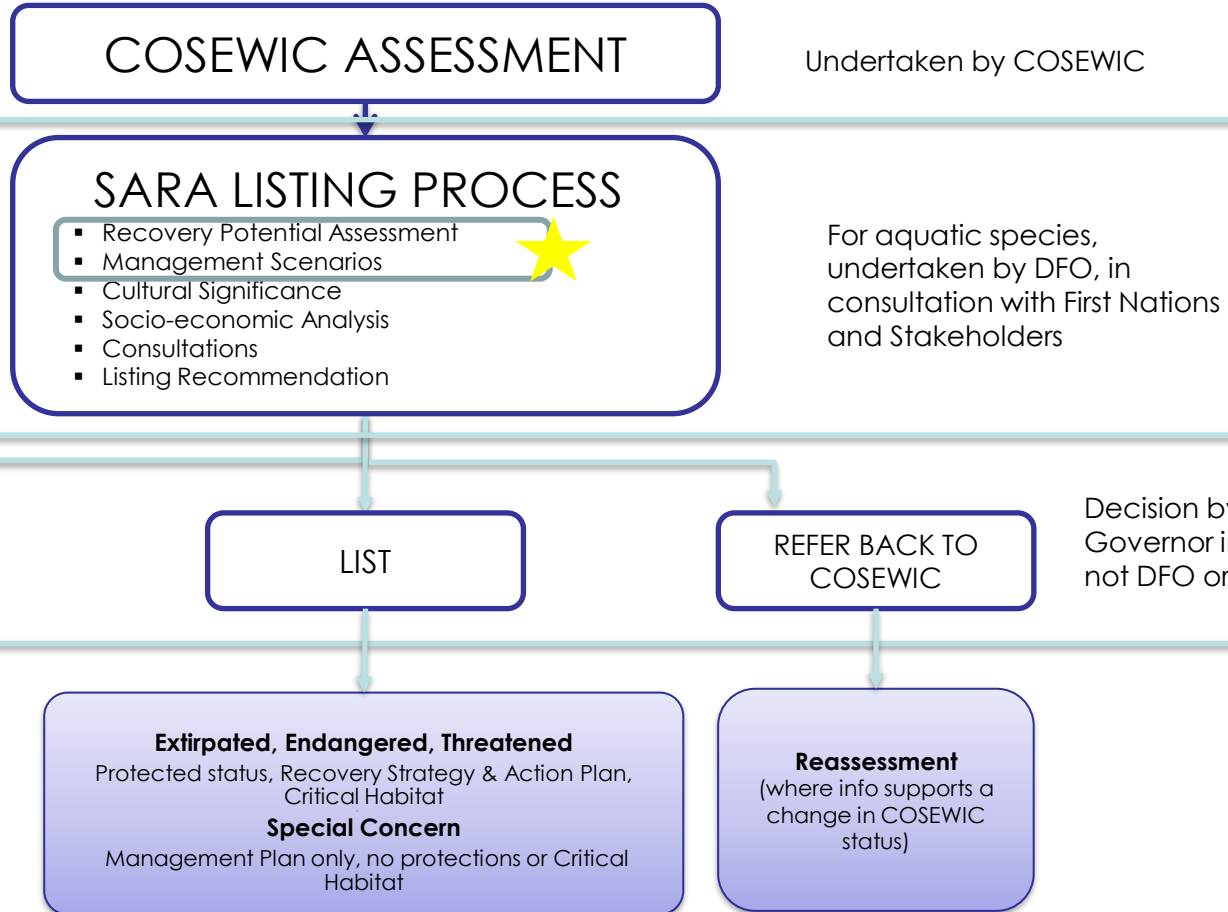 COSEWIC ASSESSMENT
Undertaken by COSEWIC
SARA LISTING PROCESS
▪ Recovery Potential Assessment
▪ Management Scenarios
▪ Cultural Significance
▪ Socio-economic Analysis
▪ Consultations
▪ Listing Recommendation
For aquatic species,
undertaken by DFO, in
consultation with First Nations
and Stakeholders
LIST
REFER BACK TO
COSEWIC
Decision
Governor
not DFO
Extirpated, Endangered, Threatened
Protected status, Recovery Strategy & Action Plan,
Critical Habitat
Special Concern
Management Plan only, no protections or Critical
Habitat
Reassessment
(where info supports a
change in COSEWIC
status)